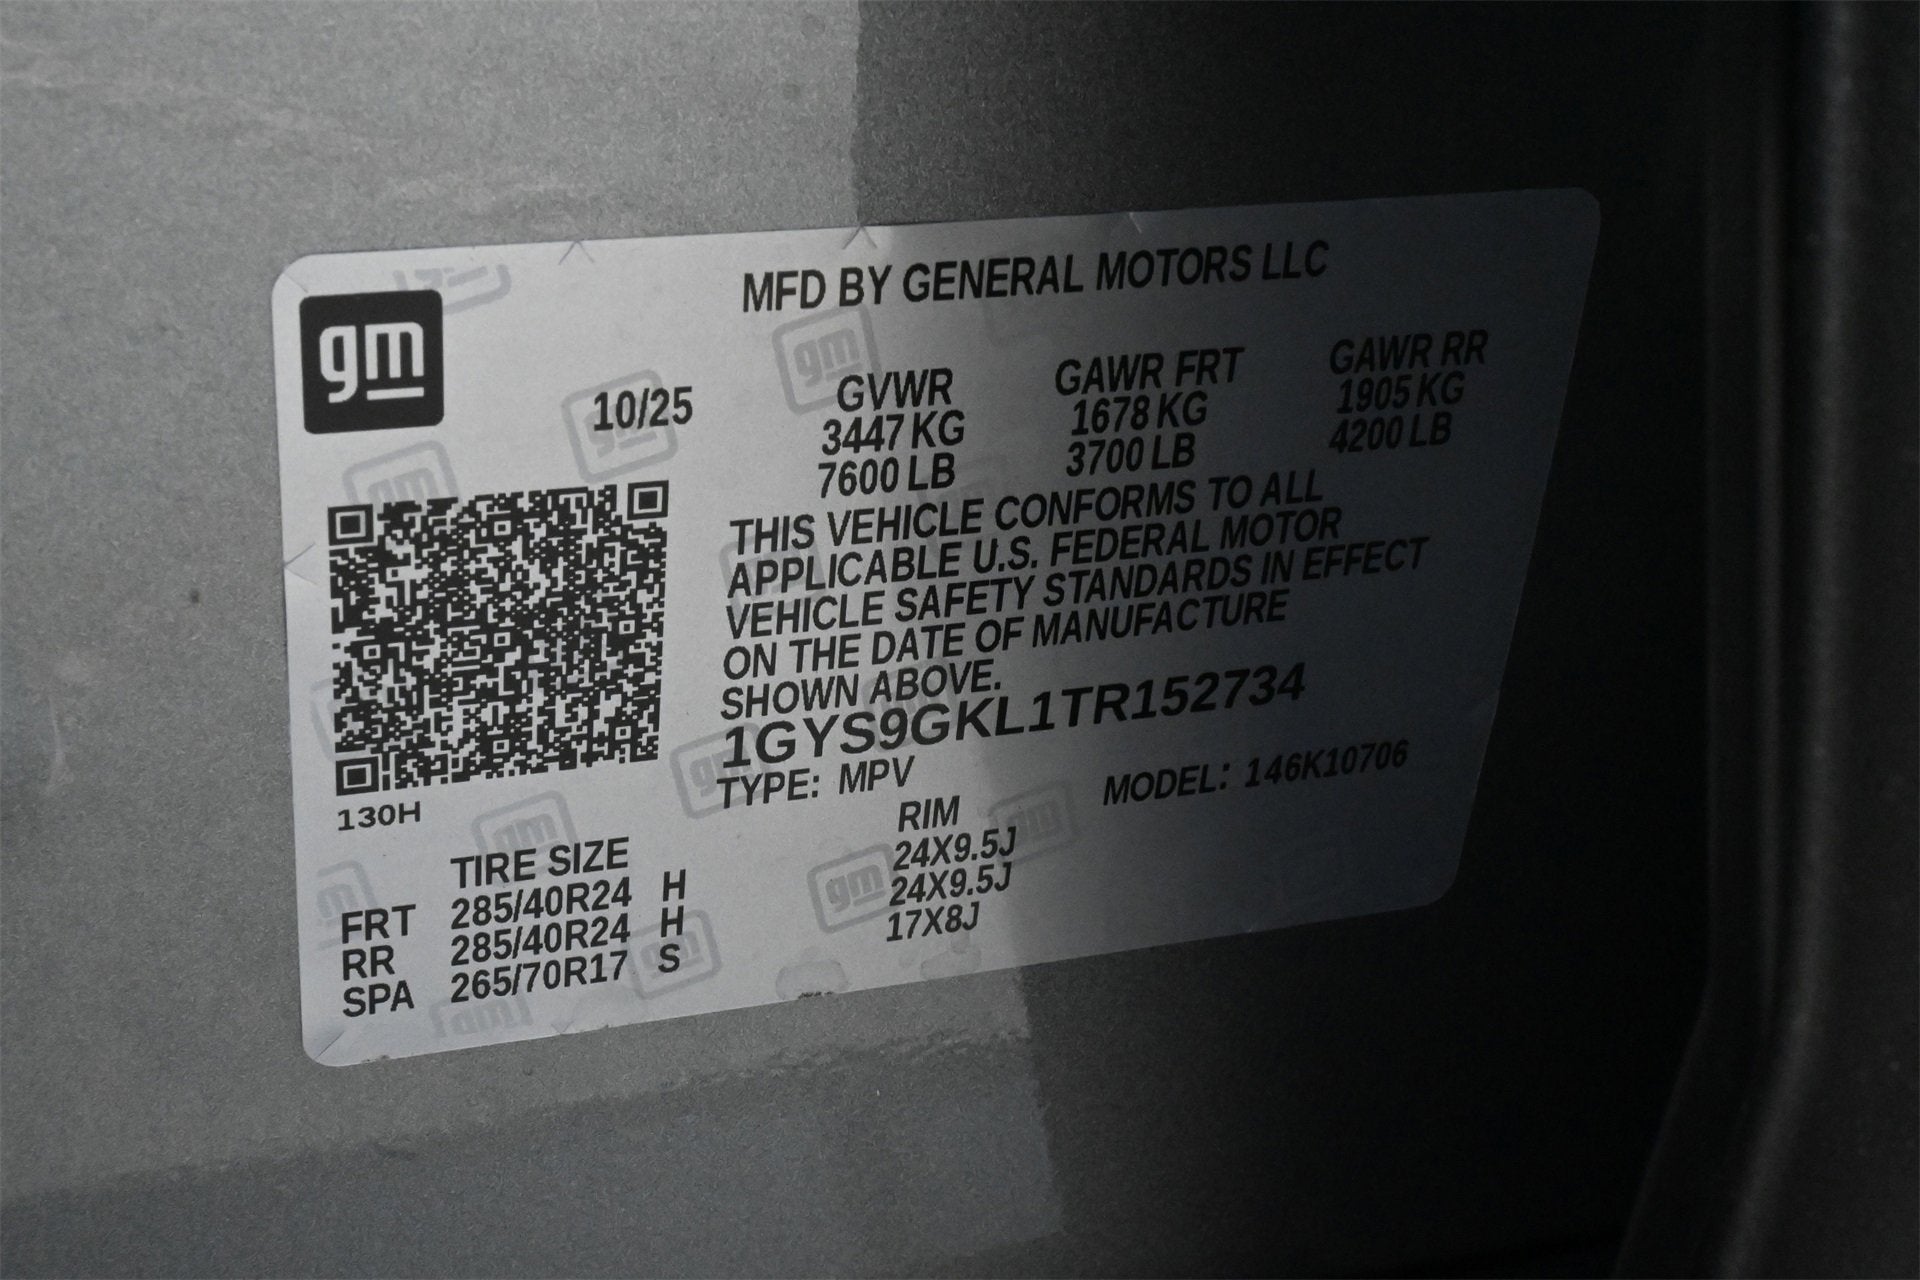 gm
MFD BY GENERAL MOTORS LLC
10/25
GVWR GAWR FRT GAWR RR
3447 KG 1678 KG 1905 KG
7600 LB 3700 LB 4200 LB
THIS VEHICLE CONFORMS TO ALL
APPLICABLE U.S. FEDERAL MOTOR
VEHICLE SAFETY STANDARDS IN EFFECT
ON THE DATE OF MANUFACTURE
SHOWN ABOVE.
1GYS9GKL1TR152734
TYPE: MPV MODEL: 146K10706
130H
TIRE SIZE RIM
FRT 285/40R24 H 24X9.5J
RR 285/40R24 H 24X9.5J
SPA 265/70R17 S 17X8J